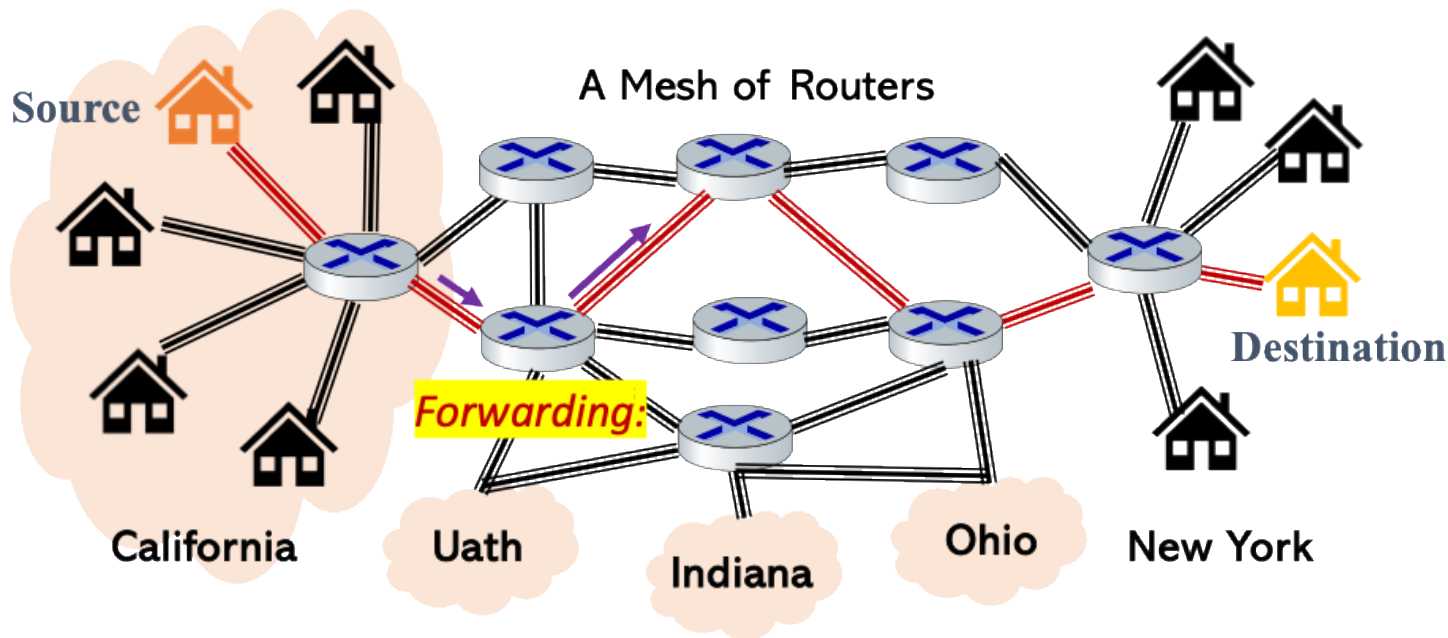 A Mesh of Routers
Source
Destination
Forwarding:
California
Uath
Indiana
Ohio
New York